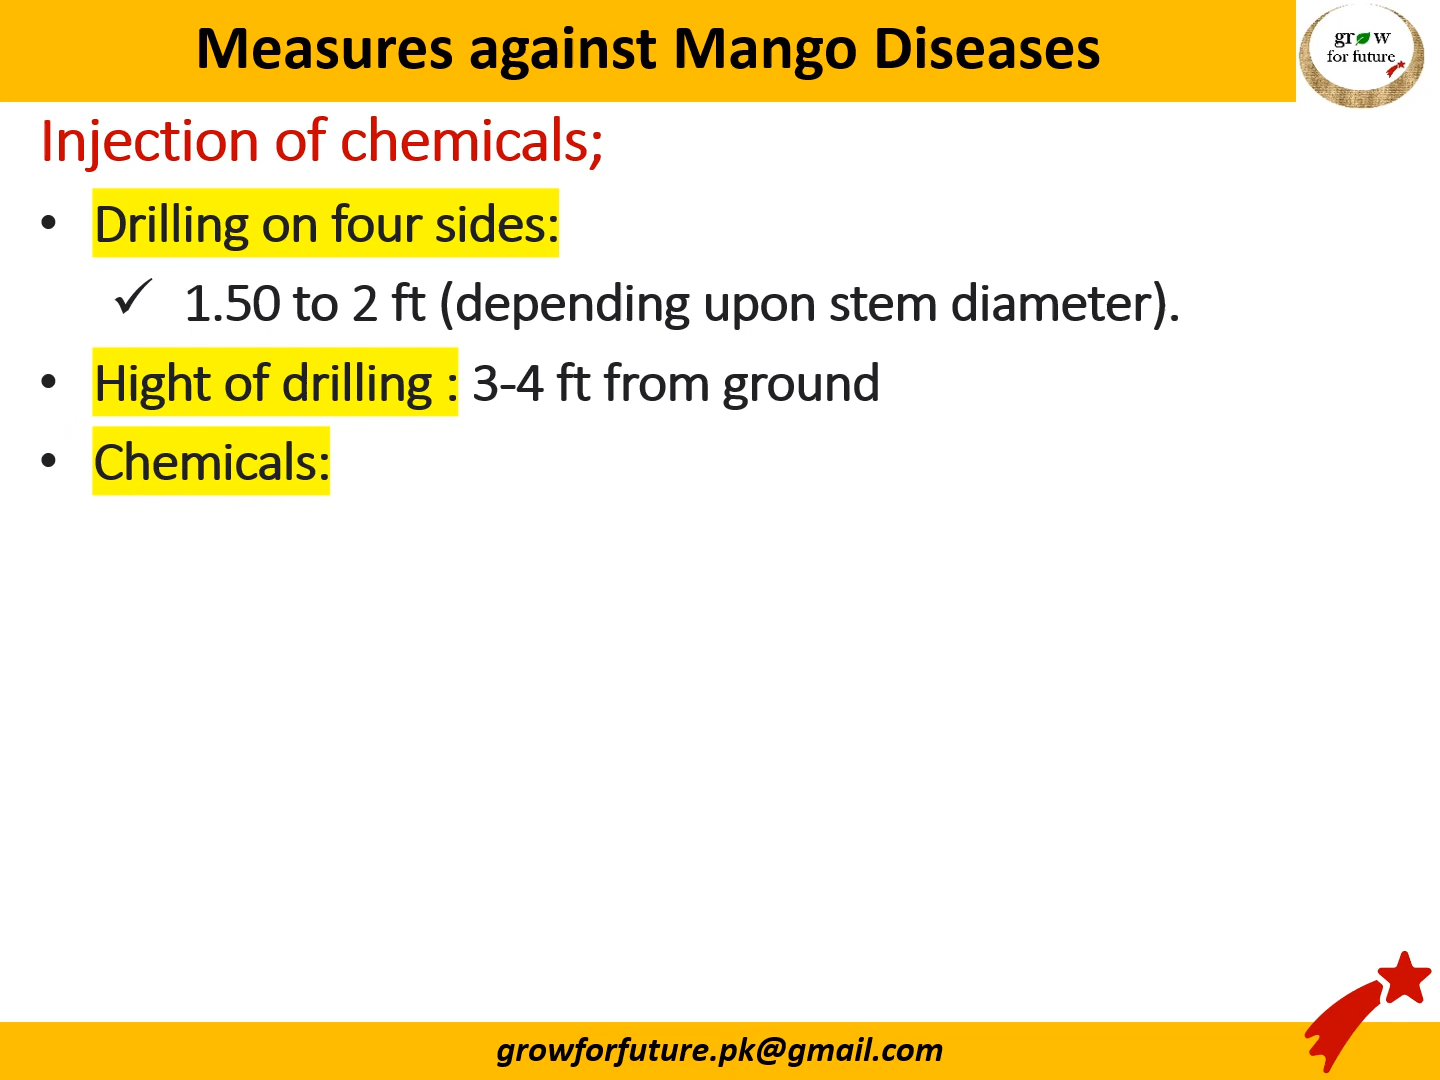 Measures against Mango Diseases
grow
for future
Injection of chemicals;
• Drilling on four sides:
✓ 1.50 to 2 ft (depending upon stem diameter).
• Hight of drilling : 3-4 ft from ground
• Chemicals:
growforfuture.pk@gmail.com